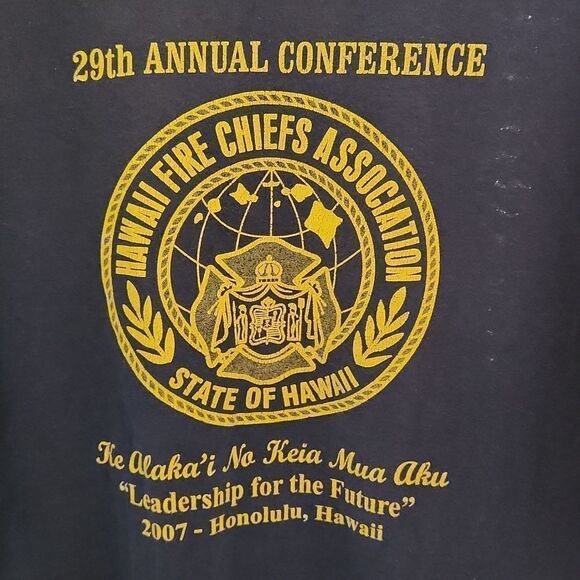 29th ANNUAL CONFERENCE
HAWAII FIRE CHIEFS ASSOCIATION
STATE OF HAWAII
Ke Alaka'i No Keia Mua Aku
"Leadership for the Future"
2007 - Honolulu, Hawaii